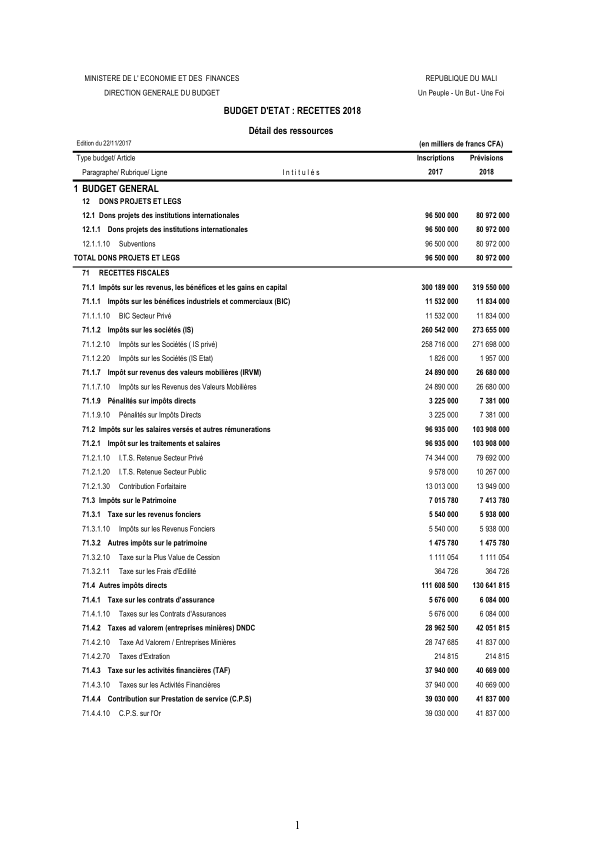 MINISTERE DE L' ECONOMIE ET DES FINANCES REPUBLIQUE DU MALI
DIRECTION GENERALE DU BUDGET Un Peuple - Un But - Une Foi
BUDGET D'ETAT : RECETTES 2018
Détail des ressources
Edition du 22/11/2017 (en milliers de francs CFA)
Type budget/ Article Inscriptions Prévisions
Paragraphe/ Rubrique/ Ligne I n t i t u l é s 2017 2018
1 BUDGET GENERAL
12 DONS PROJETS ET LEGS
12.1 Dons projets des institutions internationales 96 500 000 80 972 000
12.1.1 Dons projets des institutions internationales 96 500 000 80 972 000
12.1.1.10 Subventions 96 500 000 80 972 000
TOTAL DONS PROJETS ET LEGS 96 500 000 80 972 000
71 RECETTES FISCALES
71.1 Impôts sur les revenus, les bénéfices et les gains en capital 300 189 000 319 550 000
71.1.1 Impôts sur les bénéfices industriels et commerciaux (BIC) 11 532 000 11 834 000
71.1.1.10 BIC Secteur Privé 11 532 000 11 834 000
71.1.2 Impôts sur les sociétés (IS) 260 542 000 273 655 000
71.1.2.10 Impôts sur les Sociétés ( IS privé) 258 716 000 271 698 000
71.1.2.20 Impôts sur les Sociétés (IS Etat) 1 826 000 1 957 000
71.1.7 Impôt sur revenus des valeurs mobilières (IRVM) 24 890 000 26 680 000
71.1.7.10 Impôts sur les Revenus des Valeurs Mobilières 24 890 000 26 680 000
71.1.9 Pénalités sur impôts directs 3 225 000 7 381 000
71.1.9.10 Pénalités sur Impôts Directs 3 225 000 7 381 000
71.2 Impôts sur les salaires versés et autres rémunerations 96 935 000 103 908 000
71.2.1 Impôt sur les traitements et salaires 96 935 000 103 908 000
71.2.1.10 I.T.S. Retenue Secteur Privé 74 344 000 79 692 000
71.2.1.20 I.T.S. Retenue Secteur Public 9 578 000 10 267 000
71.2.1.30 Contribution Forfaitaire 13 013 000 13 949 000
71.3 Impôts sur le Patrimoine 7 015 780 7 413 780
71.3.1 Taxe sur les revenus fonciers 5 540 000 5 938 000
71.3.1.10 Impôts sur les Revenus Fonciers 5 540 000 5 938 000
71.3.2 Autres impôts sur le patrimoine 1 475 780 1 475 780
71.3.2.10 Taxe sur la Plus Value de Cession 1 111 054 1 111 054
71.3.2.11 Taxe sur les Frais d'Edilité 364 726 364 726
71.4 Autres impôts directs 111 608 500 130 641 815
71.4.1 Taxe sur les contrats d'assurance 5 676 000 6 084 000
71.4.1.10 Taxes sur les Contrats d'Assurances 5 676 000 6 084 000
71.4.2 Taxes ad valorem (entreprises minières) DNDC 28 962 500 42 051 815
71.4.2.10 Taxe Ad Valorem / Entreprises Minières 28 747 685 41 837 000
71.4.2.70 Taxes d'Extration 214 815 214 815
71.4.3 Taxe sur les activités financières (TAF) 37 940 000 40 669 000
71.4.3.10 Taxes sur les Activités Financières 37 940 000 40 669 000
71.4.4 Contribution sur Prestation de service (C.P.S) 39 030 000 41 837 000
71.4.4.10 C.P.S. sur l'Or 39 030 000 41 837 000
1